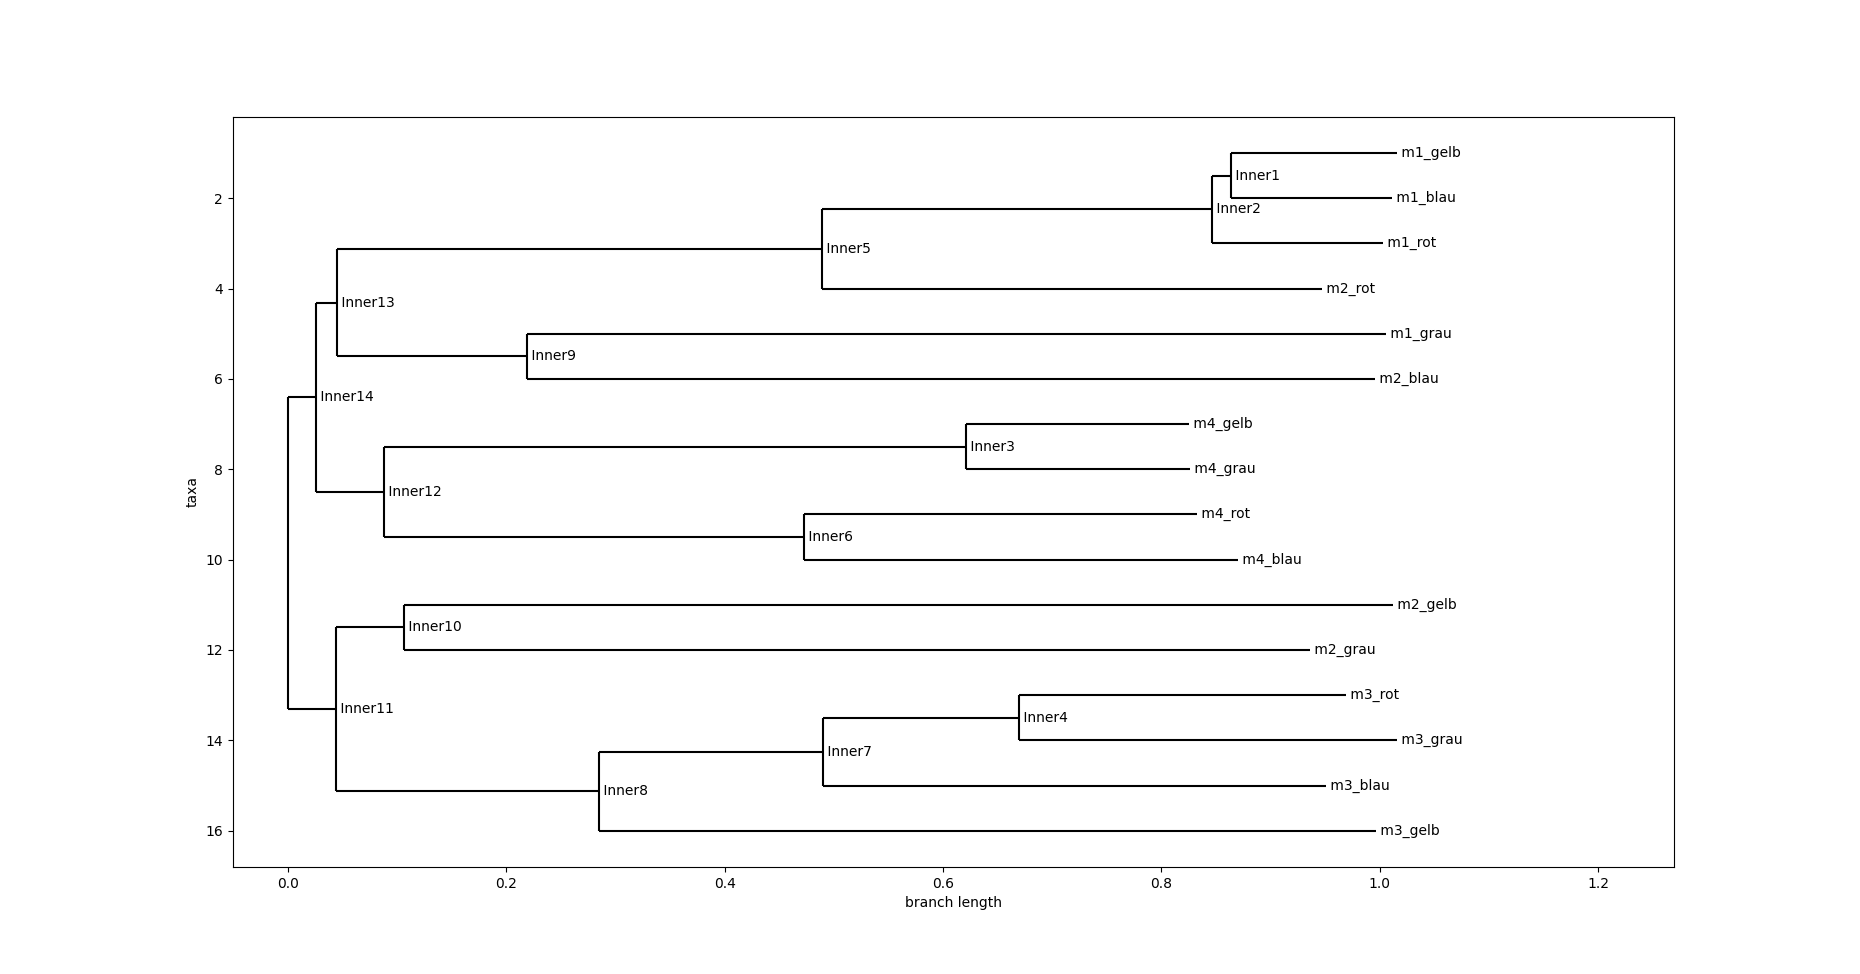 m1_gelb
Inner1
2
m1_blau
Inner2
m1_rot
Inner5
4
m2_rot
Inner13
m1_grau
Inner9
6
m2_blau
Inner14
m4_gelb
Inner3
8
m4_grau
taxa
Inner12
m4_rot
Inner6
10
m4_blau
m2_gelb
Inner10
12
m2_grau
m3_rot
Inner11
Inner4
14
m3_grau
Inner7
m3_blau
Inner8
16
m3_gelb
0.0 0.2 0.4 0.6 0.8 1.0 1.2
branch length